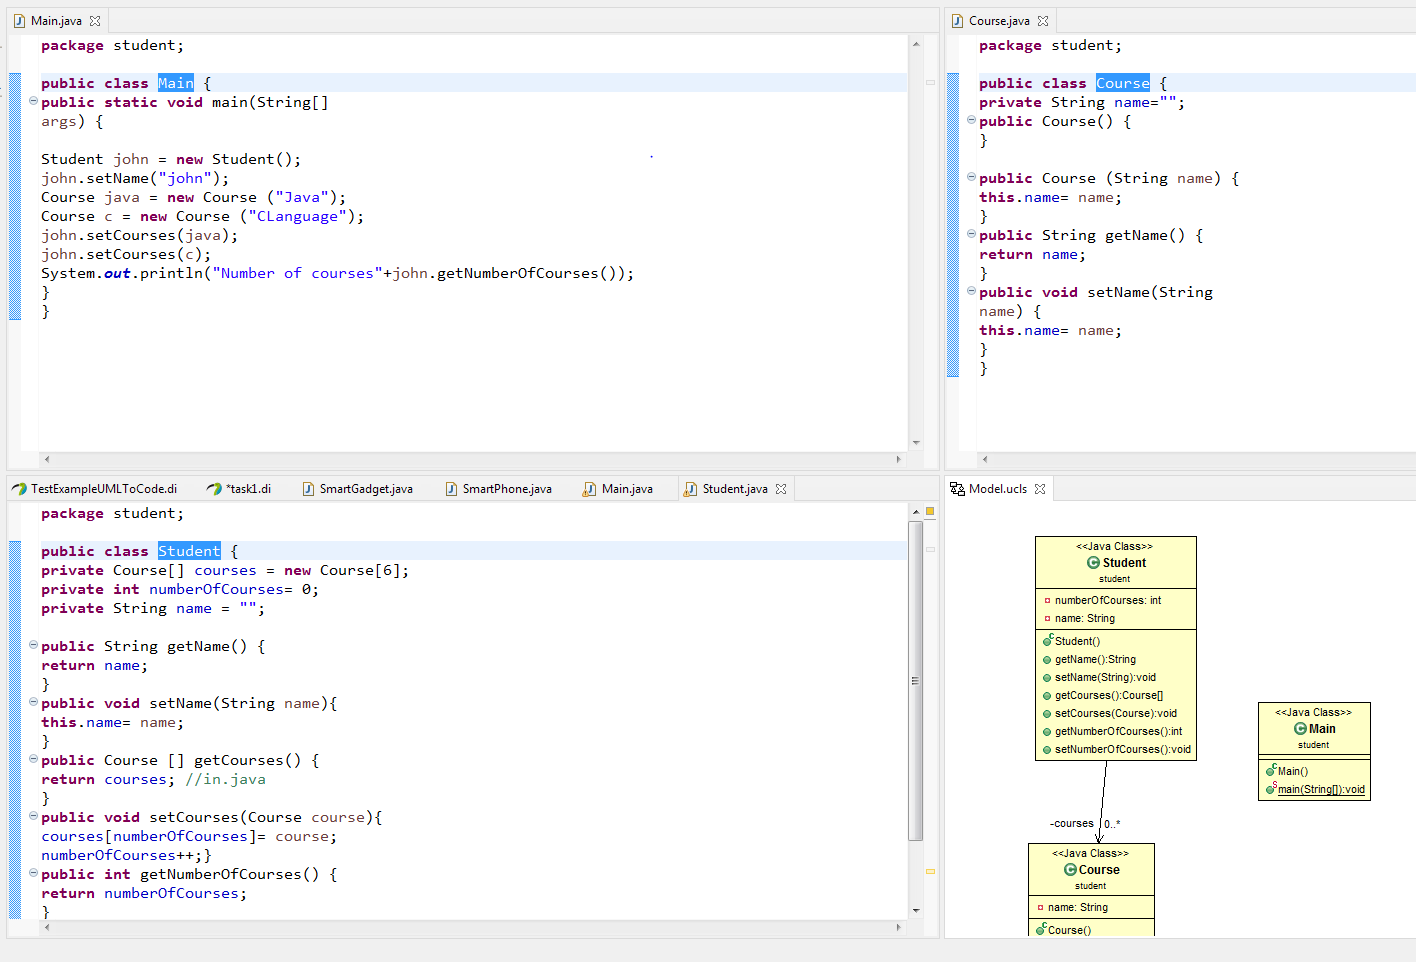 Main.java
package student;
public class Main {
public static void main(String[]
args) {
Student john = new Student();
john.setName("john");
Course java = new Course ("Java");
Course c = new Course ("CLanguage");
john.setCourses(java);
john.setCourses(c);
System.out.println("Number of courses"+john.getNumberOfCourses());
}
}
Course.java
package student;
public class Course {
private String name="";
public Course() {
}
public Course (String name) {
this.name= name;
}
public String getName() {
return name;
}
public void setName(String
name) {
this.name= name;
}
}
TestExampleUMLToCode.di *task1.di SmartGadget.java SmartPhone.java Main.java Student.java
package student;
public class Student {
private Course[] courses = new Course[6];
private int numberOfCourses= 0;
private String name = "";
public String getName() {
return name;
}
public void setName(String name){
this.name= name;
}
public Course [] getCourses() {
return courses; //in.java
}
public void setCourses(Course course){
courses[numberOfCourses]= course;
numberOfCourses++;}
public int getNumberOfCourses() {
return numberOfCourses;
}
Model.ucls
<<Java Class>>
C Student
student
numberOfCourses: int
name: String
C Student()
getName():String
setName(String):void
getCourses():Course[]
setCourses(Course):void
getNumberOfCourses():int
setNumberOfCourses():void
<<Java Class>>
C Main
student
C Main()
S main(String[]):void
-courses 0..*
<<Java Class>>
C Course
student
name: String
C Course()